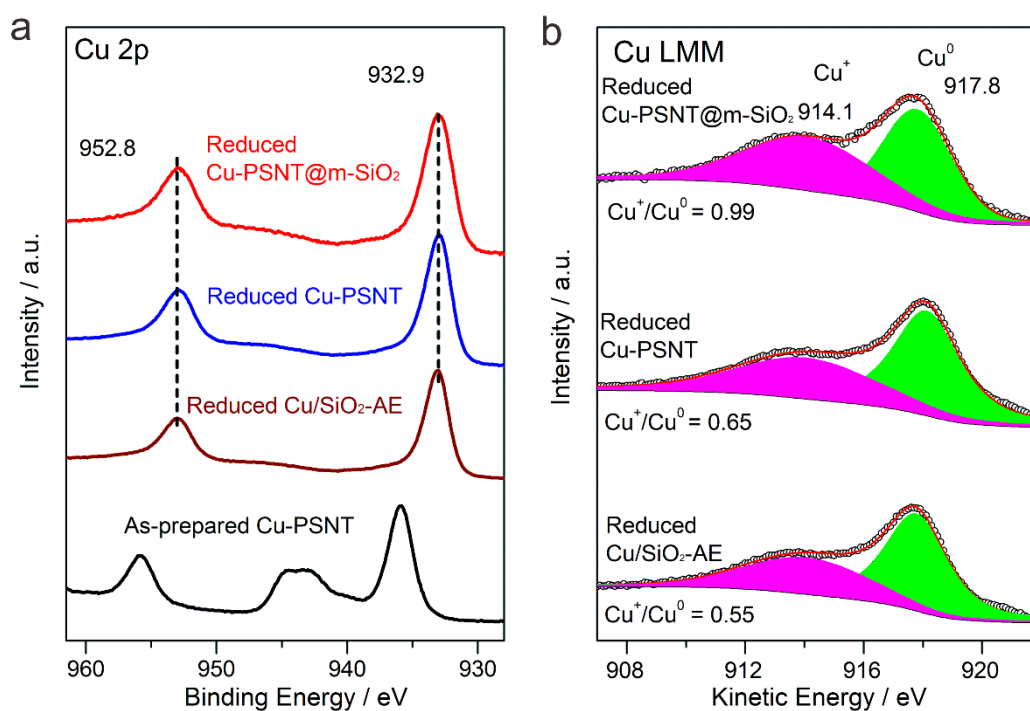 a
Cu 2p
932.9
952.8
Reduced
Cu-PSNT@m-SiO₂
Reduced Cu-PSNT
Reduced Cu/SiO₂-AE
As-prepared Cu-PSNT
960
950
940
930
Binding Energy / eV
Intensity / a.u.
b
Cu LMM
Cu⁺
Cu⁰
Reduced
Cu-PSNT@m-SiO₂
914.1
917.8
Cu⁺/Cu⁰ = 0.99
Reduced
Cu-PSNT
Cu⁺/Cu⁰ = 0.65
Reduced
Cu/SiO₂-AE
Cu⁺/Cu⁰ = 0.55
908
912
916
920
Kinetic Energy / eV
Intensity / a.u.